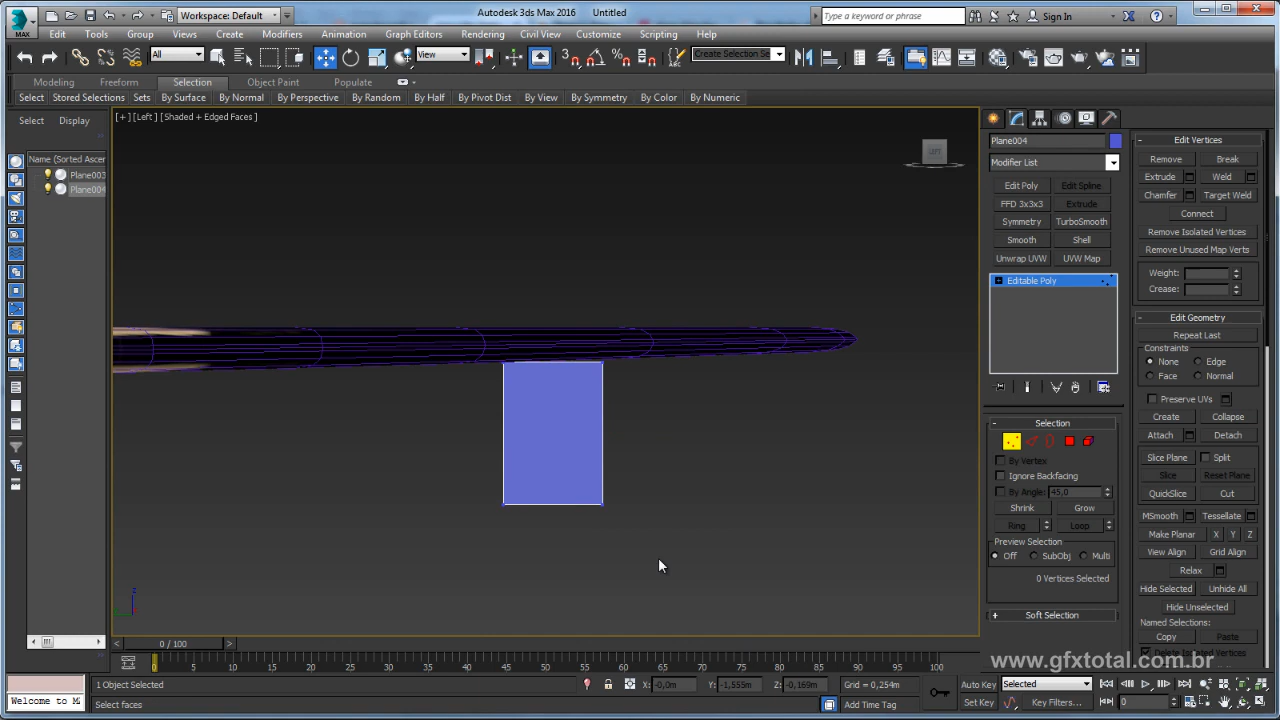 Workspace: Default
Autodesk 3ds Max 2016 Untitled
Type a keyword or phrase
Sign In
MAX
Edit Tools Group Views Create Modifiers Animation Graph Editors Rendering Civil View Customize Scripting Help
All
View
Create Selection Se
Modeling Freeform Selection Object Paint Populate
Select Stored Selections Sets By Surface By Normal By Perspective By Random By Half By Pivot Dist By View By Symmetry By Color By Numeric
Select Display
Name (Sorted Ascen
Plane003
Plane004
[+] [Left] [Shaded + Edged Faces]
LEFT
Plane004
Modifier List
Edit Poly Edit Spline
FFD 3x3x3 Extrude
Symmetry TurboSmooth
Smooth Shell
Unwrap UVW UVW Map
Editable Poly
Selection
By Vertex
Ignore Backfacing
By Angle: 45,0
Shrink Grow
Ring Loop
Preview Selection
Off SubObj Multi
0 Vertices Selected
Soft Selection
Edit Vertices
Remove Break
Extrude Weld
Chamfer Target Weld
Connect
Remove Isolated Vertices
Remove Unused Map Verts
Weight:
Crease:
Edit Geometry
Repeat Last
Constraints
None Edge
Face Normal
Preserve UVs
Create Collapse
Attach Detach
Slice Plane Split
Slice Reset Plane
QuickSlice Cut
MSmooth Tessellate
Make Planar X Y Z
View Align Grid Align
Relax
Hide Selected Unhide All
Hide Unselected
Named Selections:
Copy Paste
Delete Isolated Vertices
z
0 / 100
0 5 10 15 20 25 30 35 40 45 50 55 60 65 70 75 80 85 90 95 100
www.gfxtotal.com.br
1 Object Selected
X: -0,0m Y: -1,555m Z: -0,169m Grid = 0,254m
Auto Key Selected
Welcome to M
Select faces
Add Time Tag
Set Key Key Filters...
0